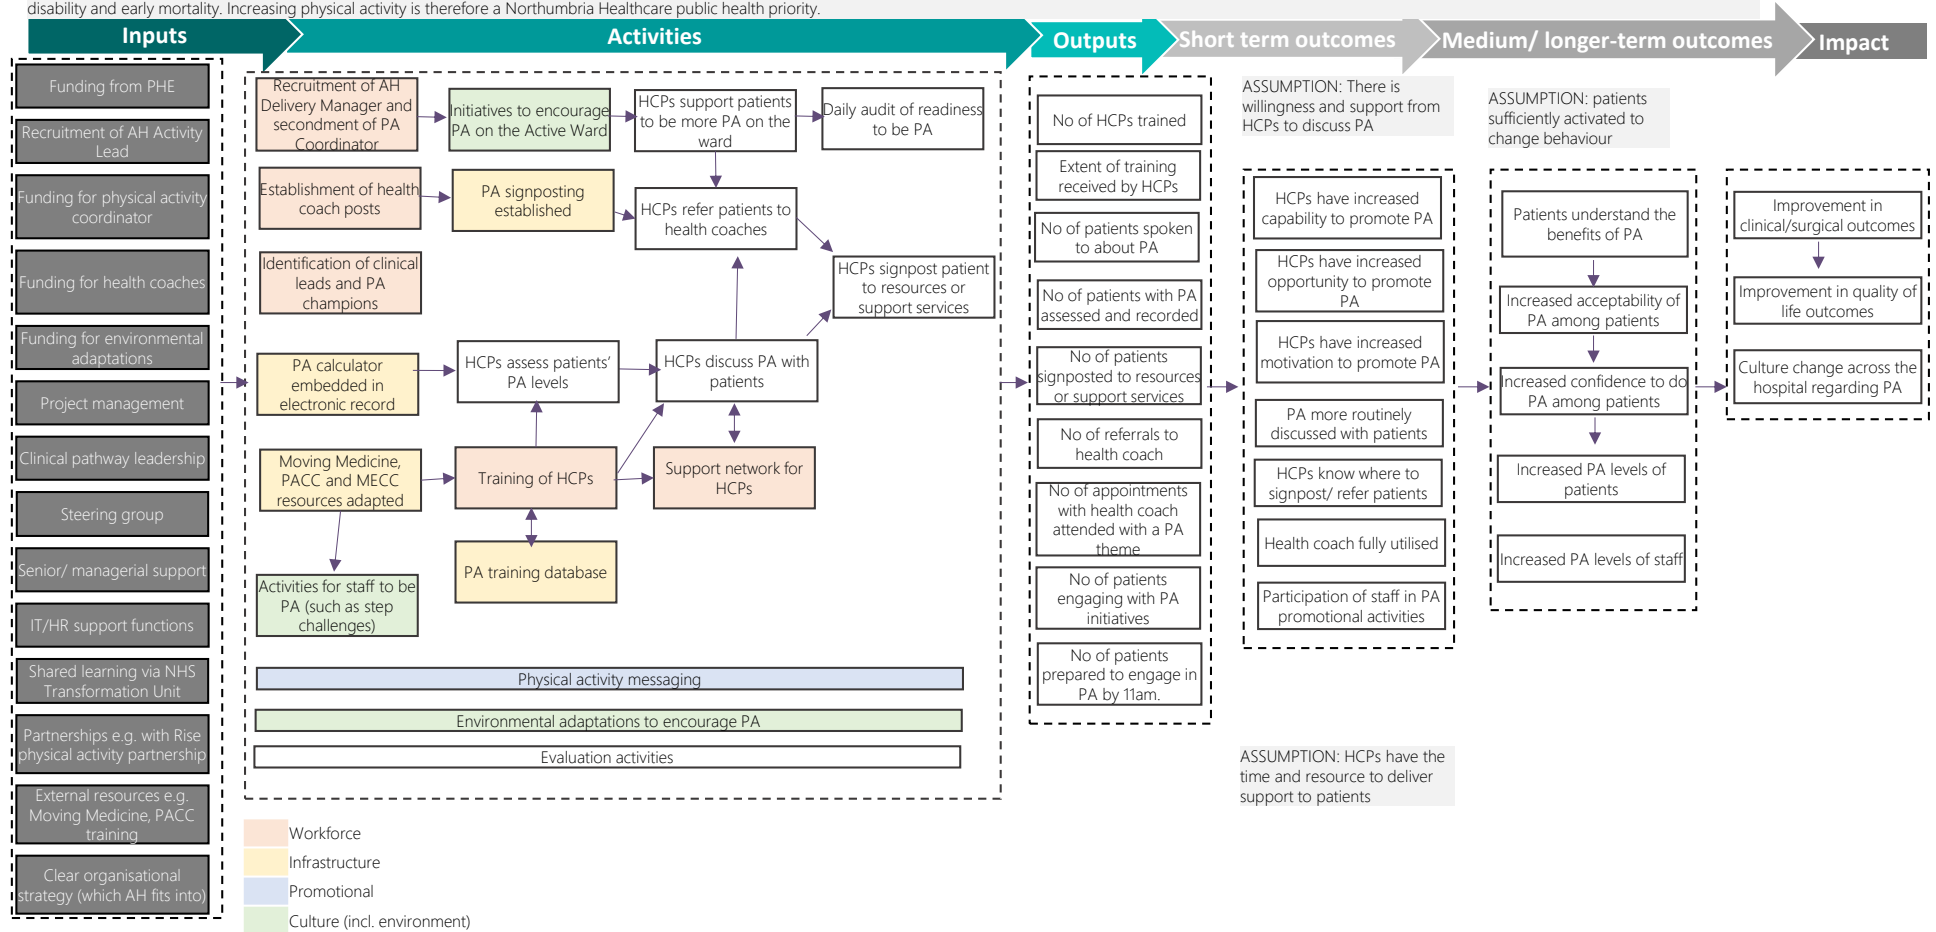 disability and early mortality. Increasing physical activity is therefore a Northumbria Healthcare public health priority.
Inputs
Activities
Outputs
Short term outcomes
Medium/ longer-term outcomes
Impact
Funding from PHE
Recruitment of AH Activity
Lead
Funding for physical activity
coordinator
Funding for health coaches
Funding for environmental
adaptations
Project management
Clinical pathway leadership
Steering group
Senior/ managerial support
IT/HR support functions
Shared learning via NHS
Transformation Unit
Partnerships e.g. with Rise
physical activity partnership
External resources e.g.
Moving Medicine, PACC
training
Clear organisational
strategy (which AH fits into)
Recruitment of AH
Delivery Manager and
secondment of PA
Coordinator
Initiatives to encourage
PA on the Active Ward
HCPs support patients
to be more PA on the
ward
Daily audit of readiness
to be PA
Establishment of health
coach posts
PA signposting
established
HCPs refer patients to
health coaches
Identification of clinical
leads and PA
champions
HCPs signpost patient
to resources or
support services
PA calculator
embedded in
electronic record
HCPs assess patients’
PA levels
HCPs discuss PA with
patients
Moving Medicine,
PACC and MECC
resources adapted
Training of HCPs
Support network for
HCPs
PA training database
Activities for staff to be
PA (such as step
challenges)
Physical activity messaging
Environmental adaptations to encourage PA
Evaluation activities
Workforce
Infrastructure
Promotional
Culture (incl. environment)
No of HCPs trained
Extent of training
received by HCPs
No of patients spoken
to about PA
No of patients with PA
assessed and recorded
No of patients
signposted to resources
or support services
No of referrals to
health coach
No of appointments
with health coach
attended with a PA
theme
No of patients
engaging with PA
initiatives
No of patients
prepared to engage in
PA by 11am.
ASSUMPTION: There is
willingness and support from
HCPs to discuss PA
HCPs have increased
capability to promote PA
HCPs have increased
opportunity to promote
PA
HCPs have increased
motivation to promote PA
PA more routinely
discussed with patients
HCPs know where to
signpost/ refer patients
Health coach fully utilised
Participation of staff in PA
promotional activities
ASSUMPTION: HCPs have the
time and resource to deliver
support to patients
ASSUMPTION: patients
sufficiently activated to
change behaviour
Patients understand the
benefits of PA
Increased acceptability of
PA among patients
Increased confidence to do
PA among patients
Increased PA levels of
patients
Increased PA levels of staff
Improvement in
clinical/surgical outcomes
Improvement in quality of
life outcomes
Culture change across the
hospital regarding PA